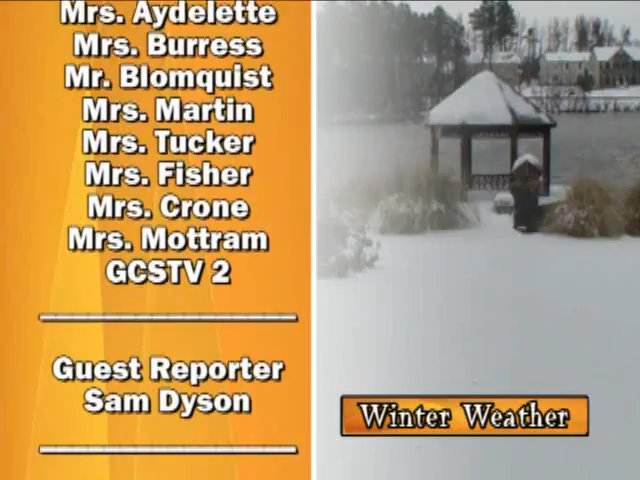 Mrs. Aydelette
Mrs. Burress
Mr. Blomquist
Mrs. Martin
Mrs. Tucker
Mrs. Fisher
Mrs. Crone
Mrs. Mottram
GCSTV 2
Guest Reporter
Sam Dyson
Winter Weather